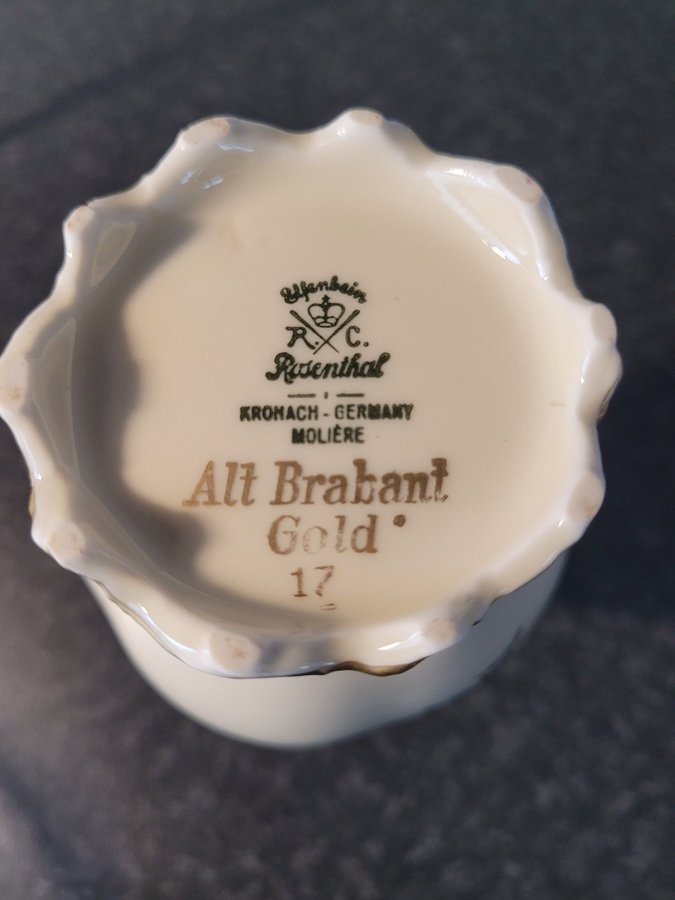 Elfenbein
R. C.
Rosenthal
KRONACH - GERMANY
MOLIÈRE
Alt Brabant
Gold
17